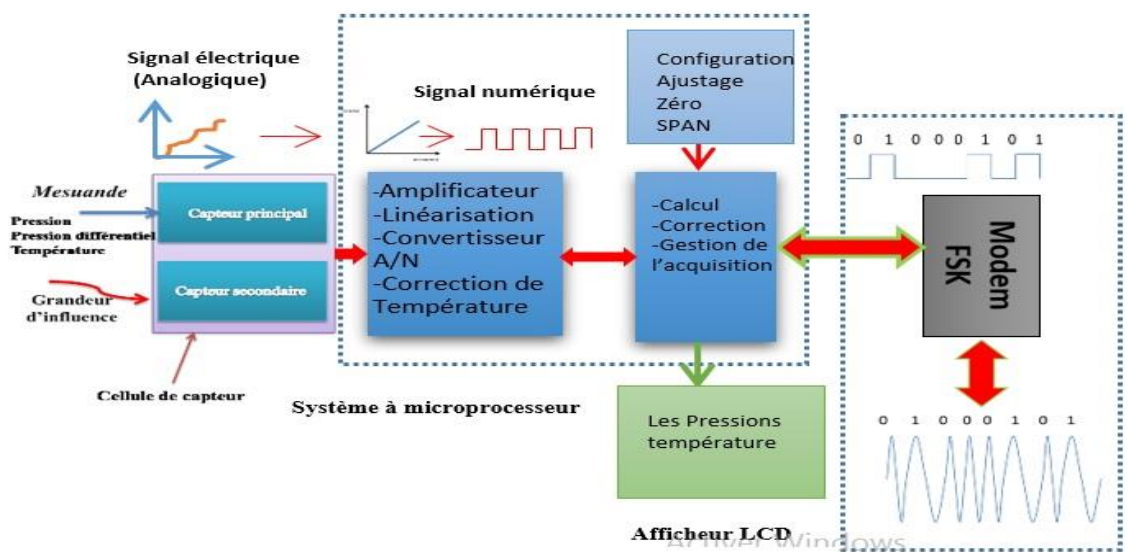 Signal électrique
(Analogique)
Signal numérique
Configuration
Ajustage
Zéro
SPAN
Mesuande
Pression
Pression différentiel
Température
Capteur principal
Capteur secondaire
Grandeur
d'influence
Cellule de capteur
-Amplificateur
-Linéarisation
-Convertisseur
A/N
-Correction de
Température
-Calcul
-Correction
-Gestion de
l'acquisition
Système à microprocesseur
Les Pressions
température
Afficheur LCD
0 1 0 0 0 1 0 1
Modem
FSK
0 1 0 0 0 1 0 1
Activer Windows